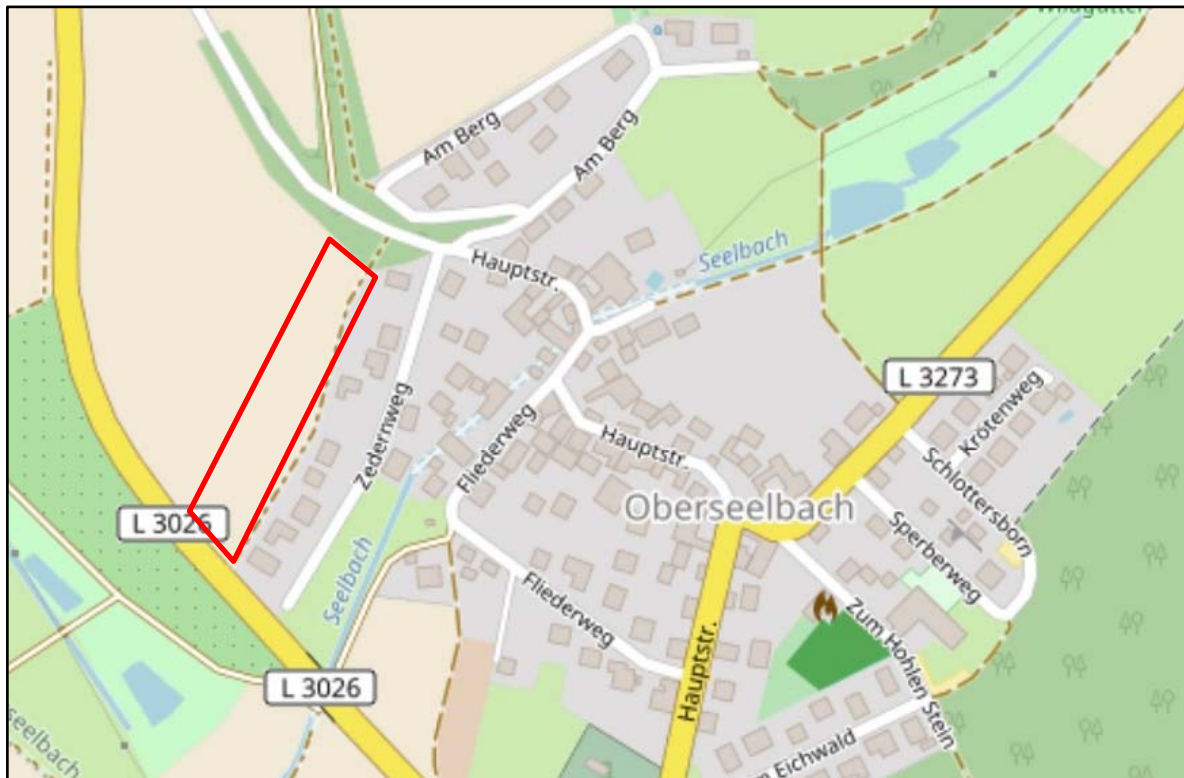 Am Berg
Am Berg
Hauptstr.
Seelbach
L 3273
Zedernweg
Fliederweg
Hauptstr.
Krötenweg
Schlottersborn
L 3026
Oberseelbach
Sperberweg
Seelbach
Fliederweg
Zum Hohlen Stein
L 3026
Hauptstr.
seelbach
Eichwald